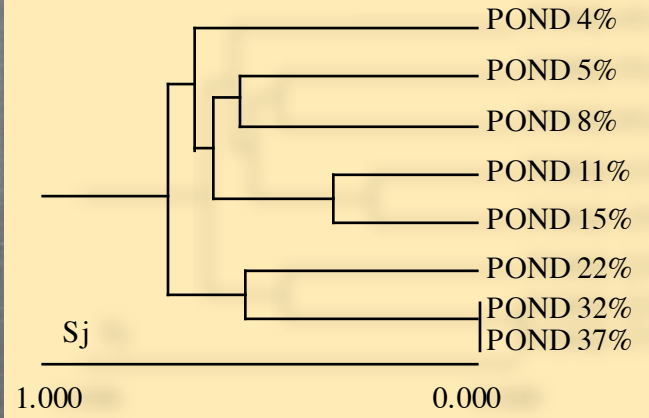 POND 4%
POND 5%
POND 8%
POND 11%
POND 15%
POND 22%
POND 32%
POND 37%
Sj
1.000 0.000